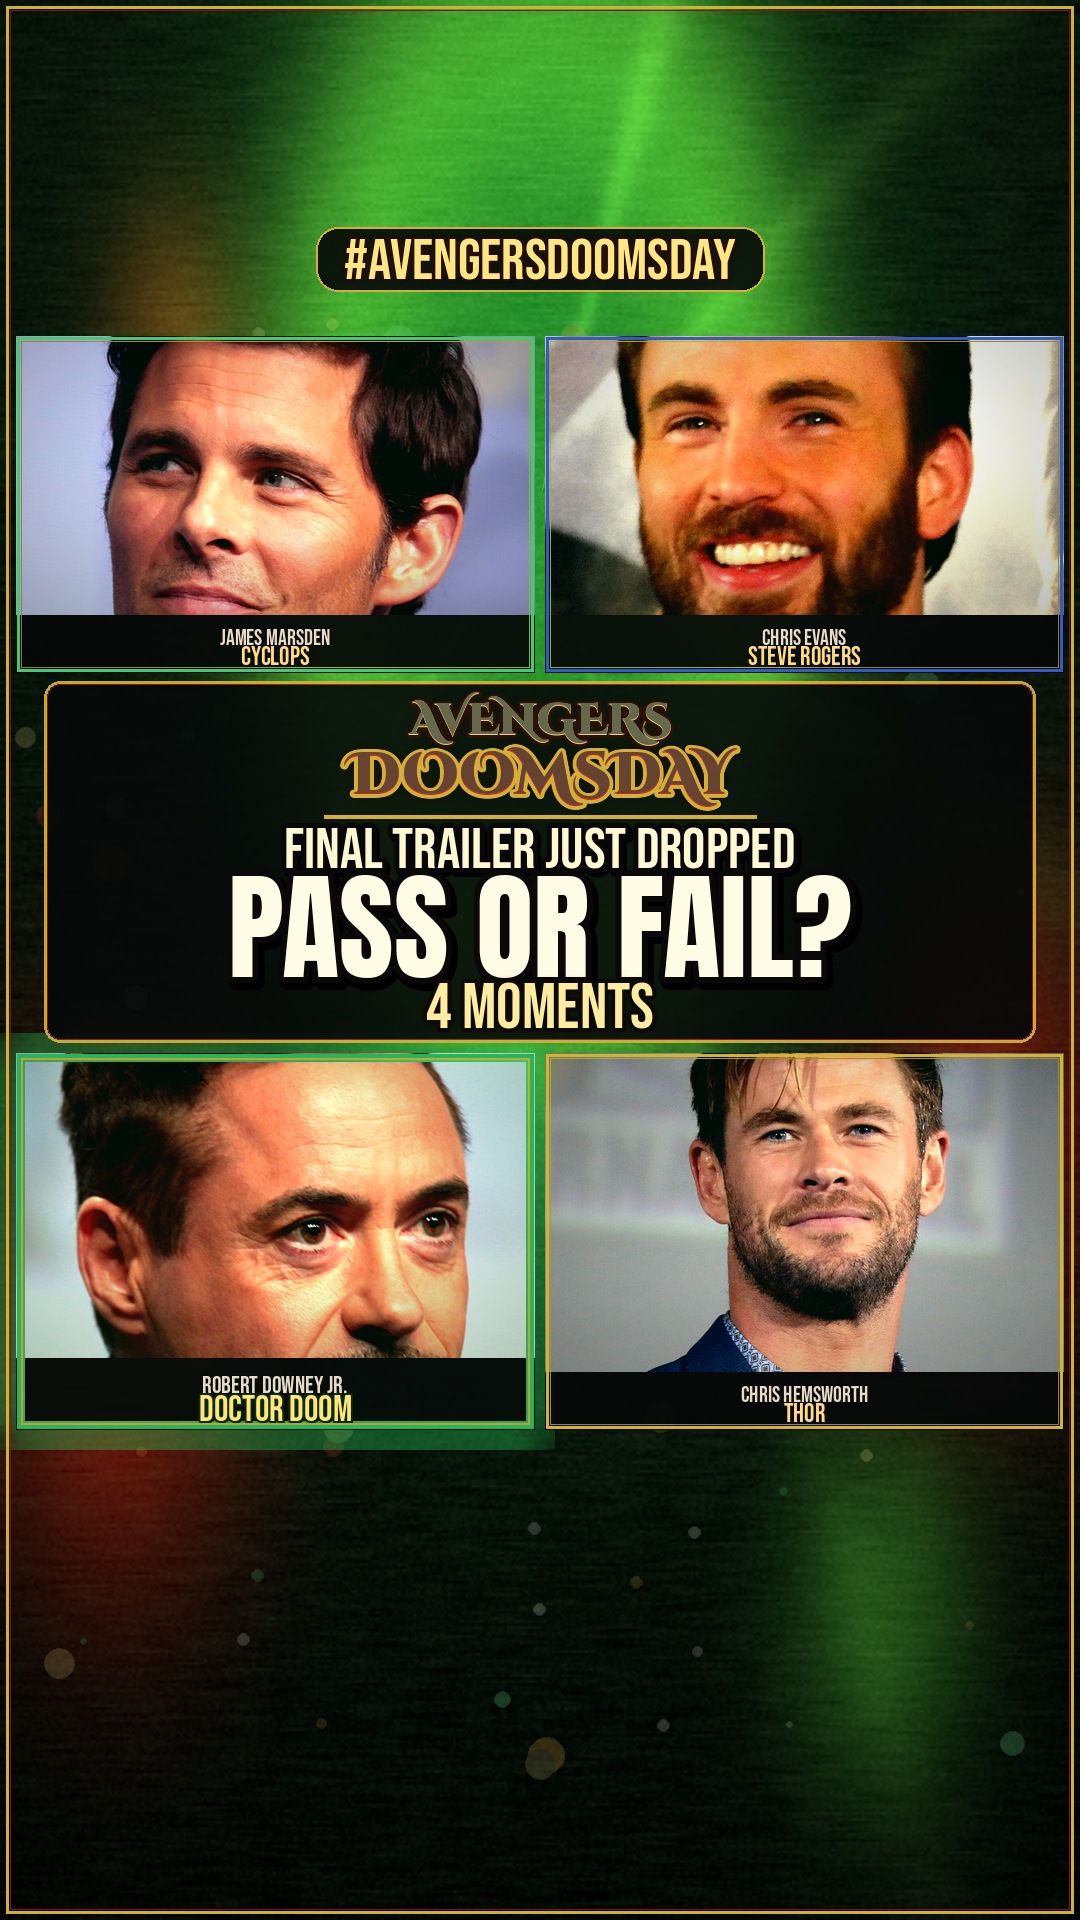 #AVENGERSDOOMSDAY
JAMES MARSDEN
CYCLOPS
CHRIS EVANS
STEVE ROGERS
AVENGERS
DOOMSDAY
FINAL TRAILER JUST DROPPED
PASS OR FAIL?
4 MOMENTS
ROBERT DOWNEY JR.
DOCTOR DOOM
CHRIS HEMSWORTH
THOR